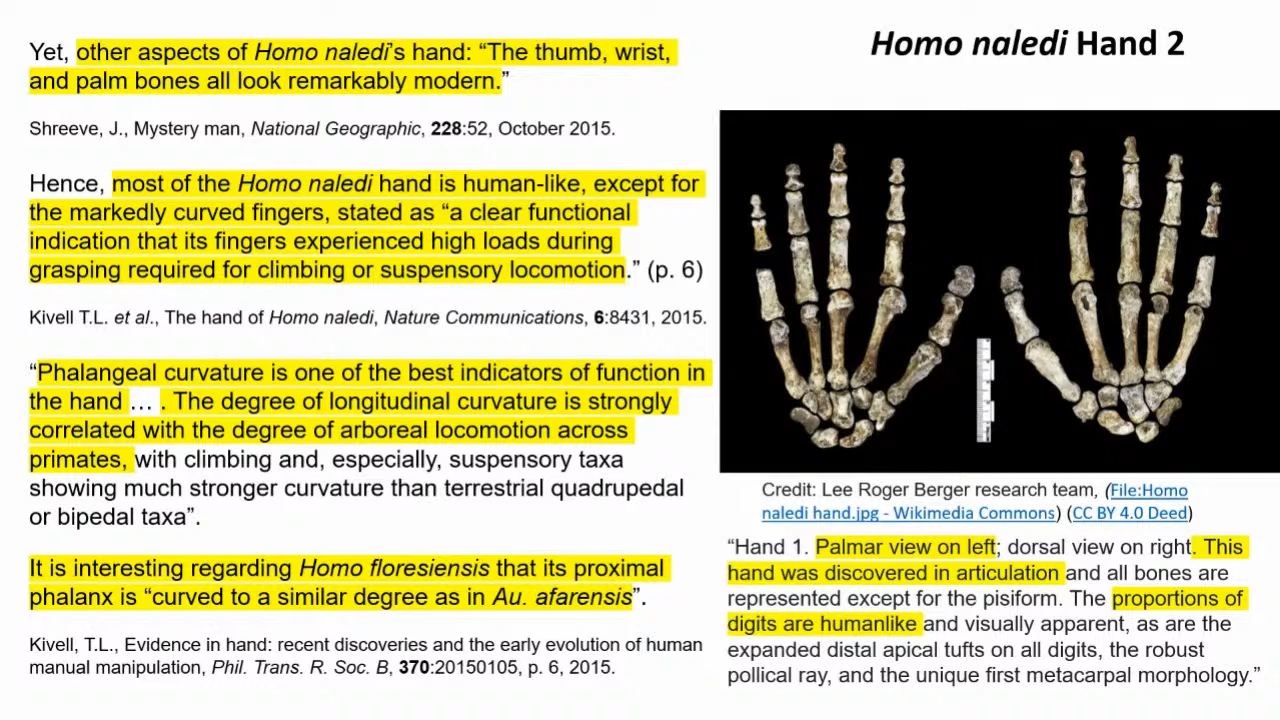 Homo naledi Hand 2
Yet, other aspects of Homo naledi's hand: “The thumb, wrist,
and palm bones all look remarkably modern.”
Shreeve, J., Mystery man, National Geographic, 228:52, October 2015.
Hence, most of the Homo naledi hand is human-like, except for
the markedly curved fingers, stated as “a clear functional
indication that its fingers experienced high loads during
grasping required for climbing or suspensory locomotion.” (p. 6)
Kivell T.L. et al., The hand of Homo naledi, Nature Communications, 6:8431, 2015.
“Phalangeal curvature is one of the best indicators of function in
the hand … . The degree of longitudinal curvature is strongly
correlated with the degree of arboreal locomotion across
primates, with climbing and, especially, suspensory taxa
showing much stronger curvature than terrestrial quadrupedal
or bipedal taxa”.
It is interesting regarding Homo floresiensis that its proximal
phalanx is “curved to a similar degree as in Au. afarensis”.
Kivell, T.L., Evidence in hand: recent discoveries and the early evolution of human
manual manipulation, Phil. Trans. R. Soc. B, 370:20150105, p. 6, 2015.
Credit: Lee Roger Berger research team, (File:Homo
naledi hand.jpg - Wikimedia Commons) (CC BY 4.0 Deed)
“Hand 1. Palmar view on left; dorsal view on right. This
hand was discovered in articulation and all bones are
represented except for the pisiform. The proportions of
digits are humanlike and visually apparent, as are the
expanded distal apical tufts on all digits, the robust
pollical ray, and the unique first metacarpal morphology.”